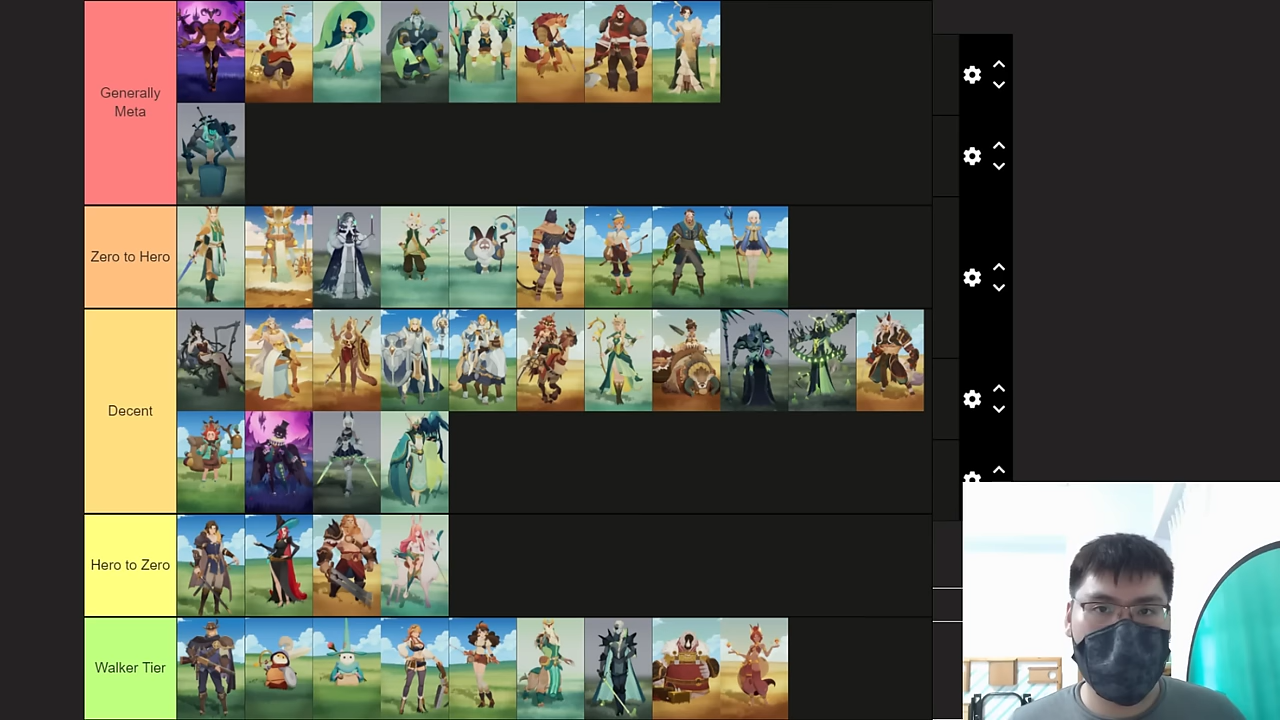 Generally
Meta
Zero to Hero
Decent
Hero to Zero
Walker Tier